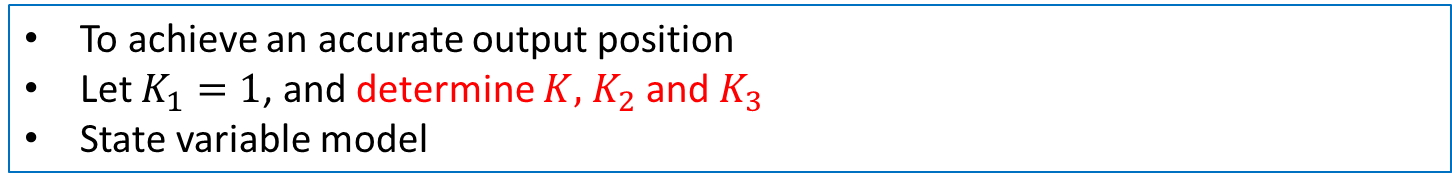 • To achieve an accurate output position
• Let K₁ = 1, and determine K, K₂ and K₃
• State variable model